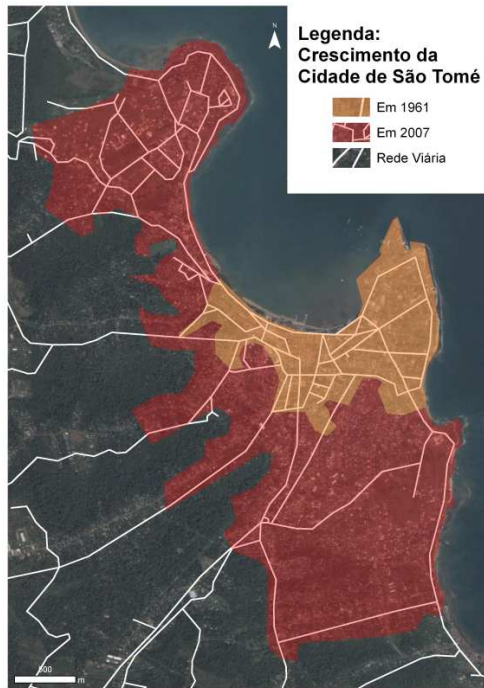 N
Legenda:
Crescimento da
Cidade de São Tomé
Em 1961
Em 2007
Rede Viária
500
m